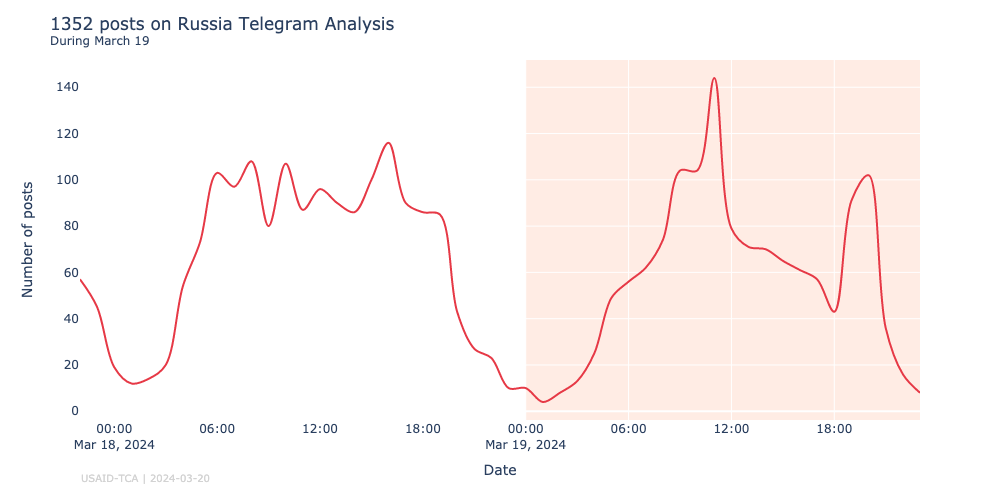 1352 posts on Russia Telegram Analysis
During March 19
Number of posts
140
120
100
80
60
40
20
0
00:00 06:00 12:00 18:00 00:00 06:00 12:00 18:00
Mar 18, 2024 Mar 19, 2024
Date
USAID-TCA | 2024-03-20